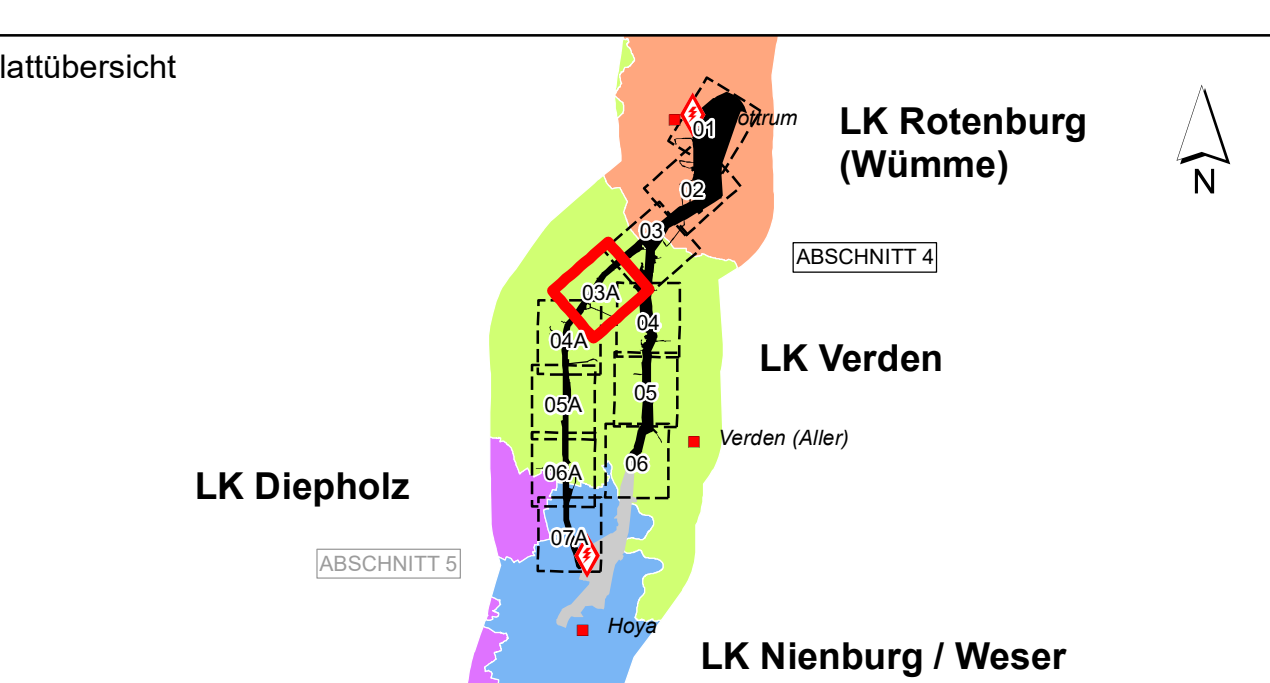 lattübersicht
ottrum
LK Rotenburg
(Wümme)
N
01
02
03
ABSCHNITT 4
03A
04
04A
LK Verden
05
05A
Verden (Aller)
06
06A
LK Diepholz
07A
ABSCHNITT 5
Hoya
LK Nienburg / Weser